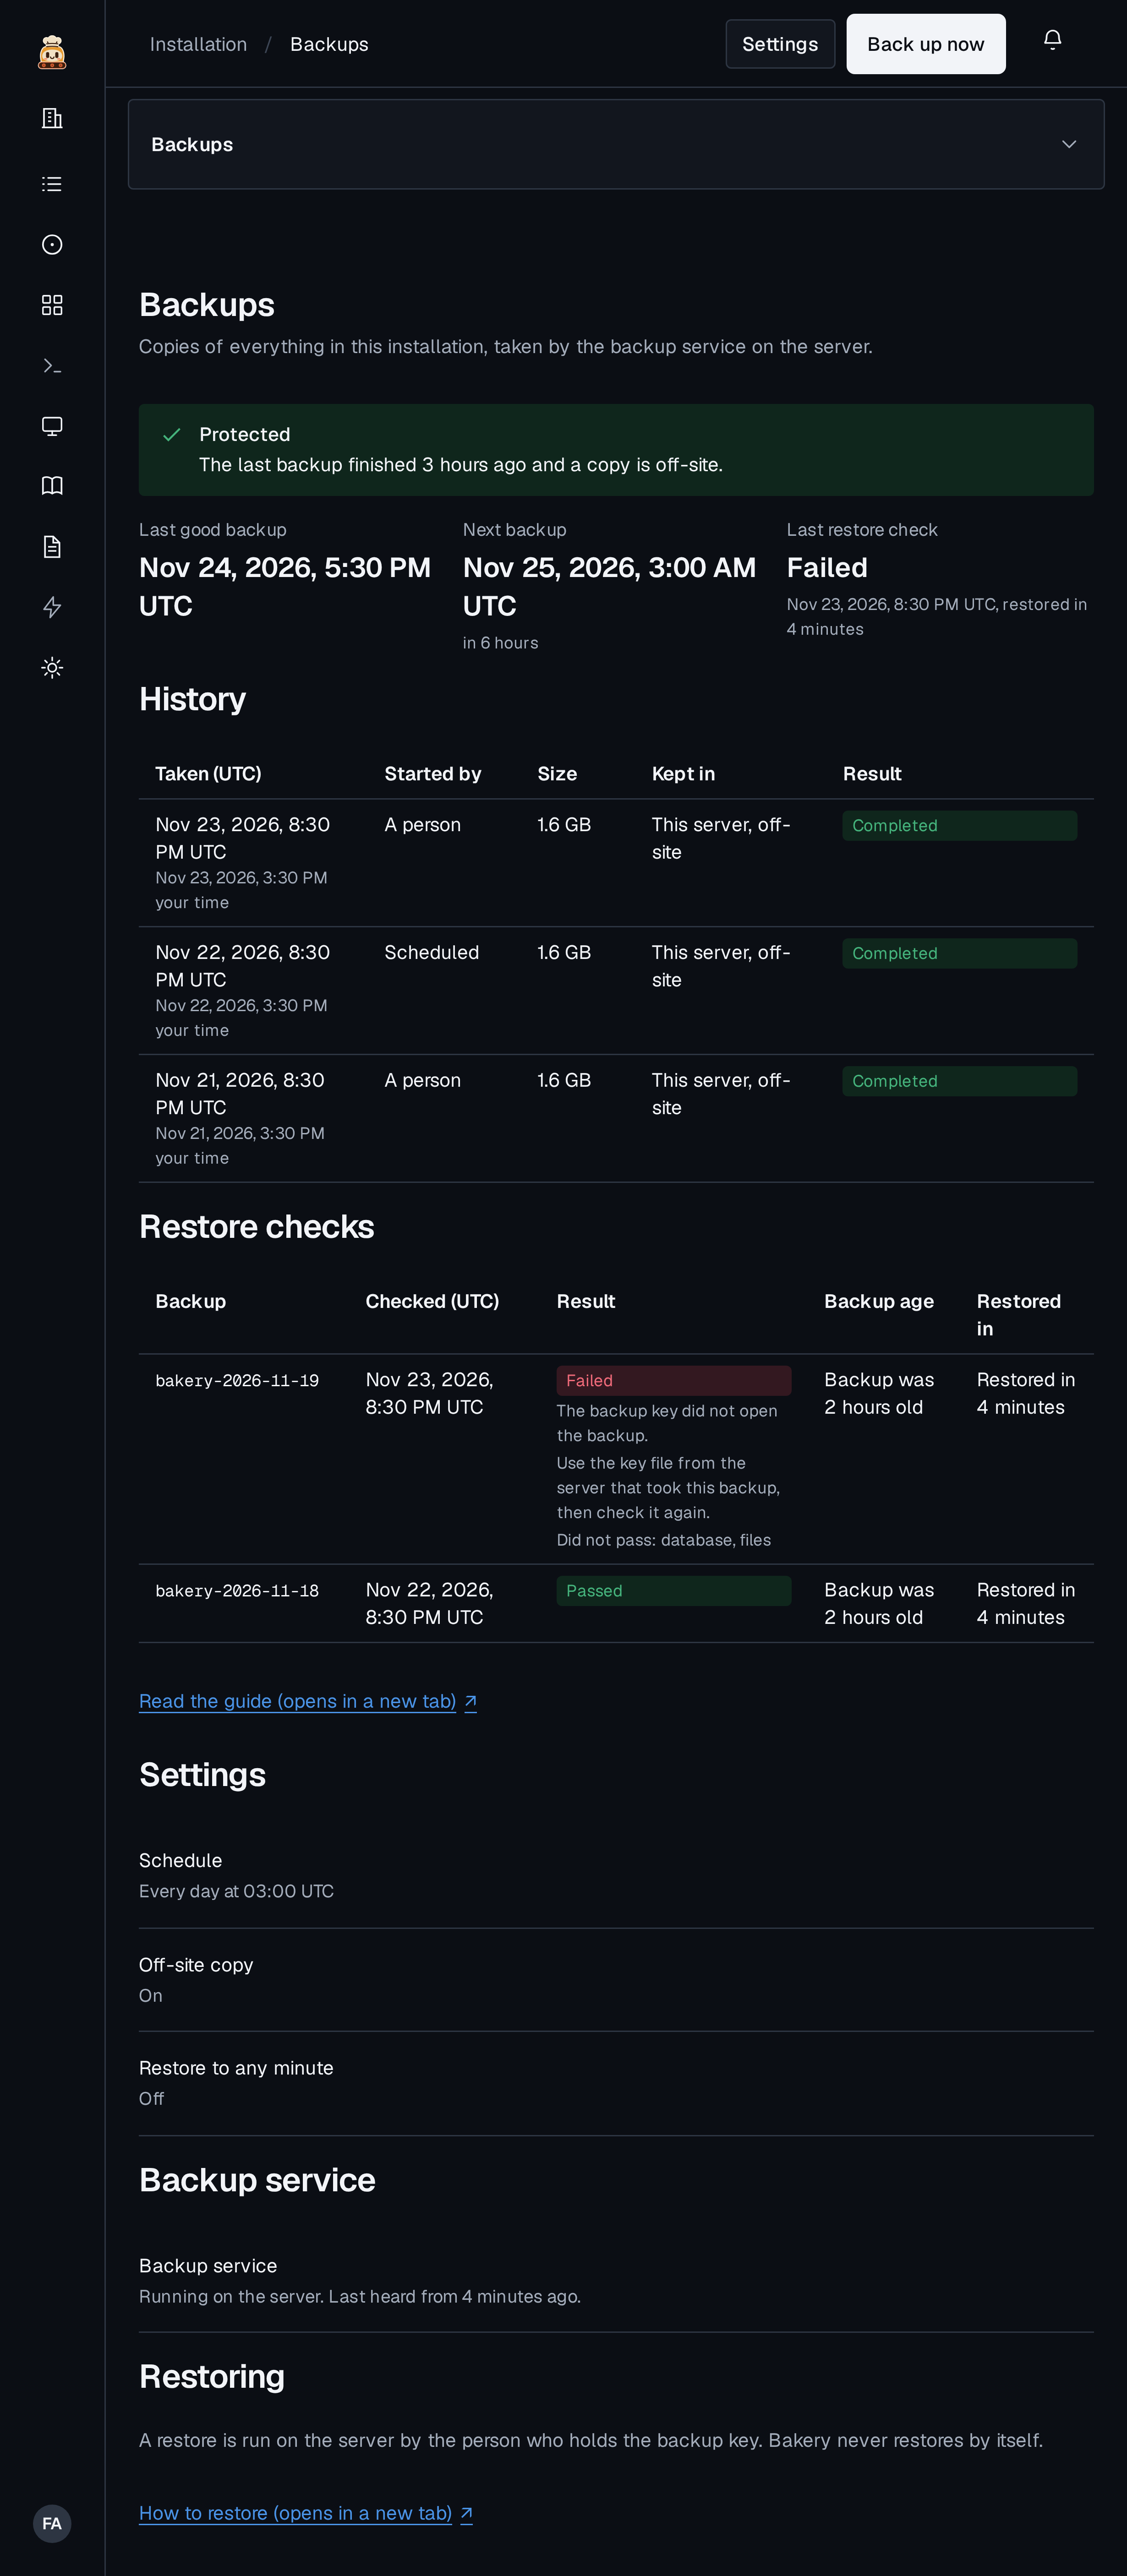 Installation / Backups
Settings
Back up now
Backups
Backups
Copies of everything in this installation, taken by the backup service on the server.
Protected
The last backup finished 3 hours ago and a copy is off-site.
Last good backup
Nov 24, 2026, 5:30 PM
UTC
Next backup
Nov 25, 2026, 3:00 AM
UTC
in 6 hours
Last restore check
Failed
Nov 23, 2026, 8:30 PM UTC, restored in
4 minutes
History
Taken (UTC) Started by Size Kept in Result
Nov 23, 2026, 8:30 A person 1.6 GB This server, off- Completed
PM UTC site
Nov 23, 2026, 3:30 PM
your time
Nov 22, 2026, 8:30 Scheduled 1.6 GB This server, off- Completed
PM UTC site
Nov 22, 2026, 3:30 PM
your time
Nov 21, 2026, 8:30 A person 1.6 GB This server, off- Completed
PM UTC site
Nov 21, 2026, 3:30 PM
your time
Restore checks
Backup Checked (UTC) Result Backup age Restored
in
bakery-2026-11-19 Nov 23, 2026, Failed Backup was Restored in
8:30 PM UTC 2 hours old 4 minutes
The backup key did not open
the backup.
Use the key file from the
server that took this backup,
then check it again.
Did not pass: database, files
bakery-2026-11-18 Nov 22, 2026, Passed Backup was Restored in
8:30 PM UTC 2 hours old 4 minutes
Read the guide (opens in a new tab)
Settings
Schedule
Every day at 03:00 UTC
Off-site copy
On
Restore to any minute
Off
Backup service
Backup service
Running on the server. Last heard from 4 minutes ago.
Restoring
A restore is run on the server by the person who holds the backup key. Bakery never restores by itself.
How to restore (opens in a new tab)
FA